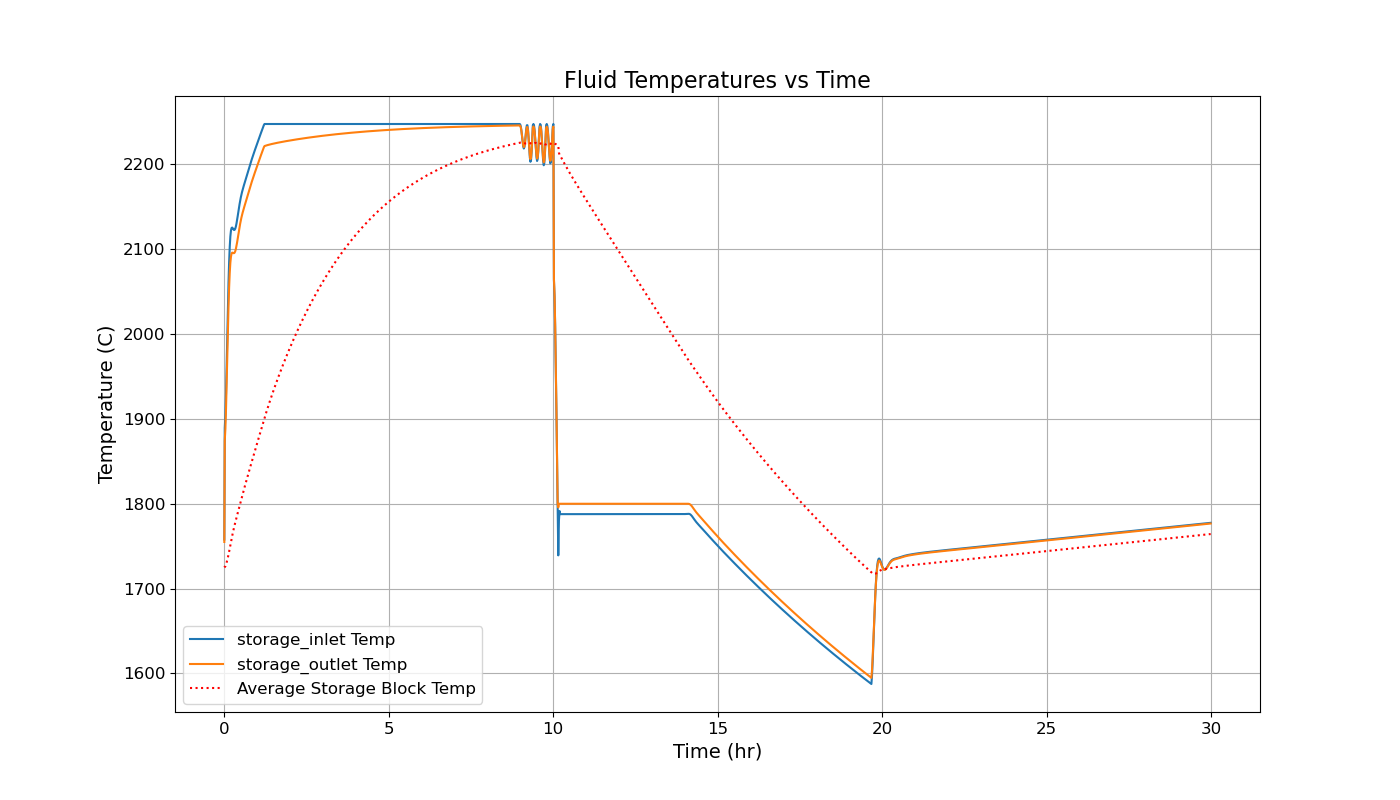 Fluid Temperatures vs Time
Temperature (C)
2200
2100
2000
1900
1800
1700
1600
storage_inlet Temp
storage_outlet Temp
Average Storage Block Temp
0 5 10 15 20 25 30
Time (hr)